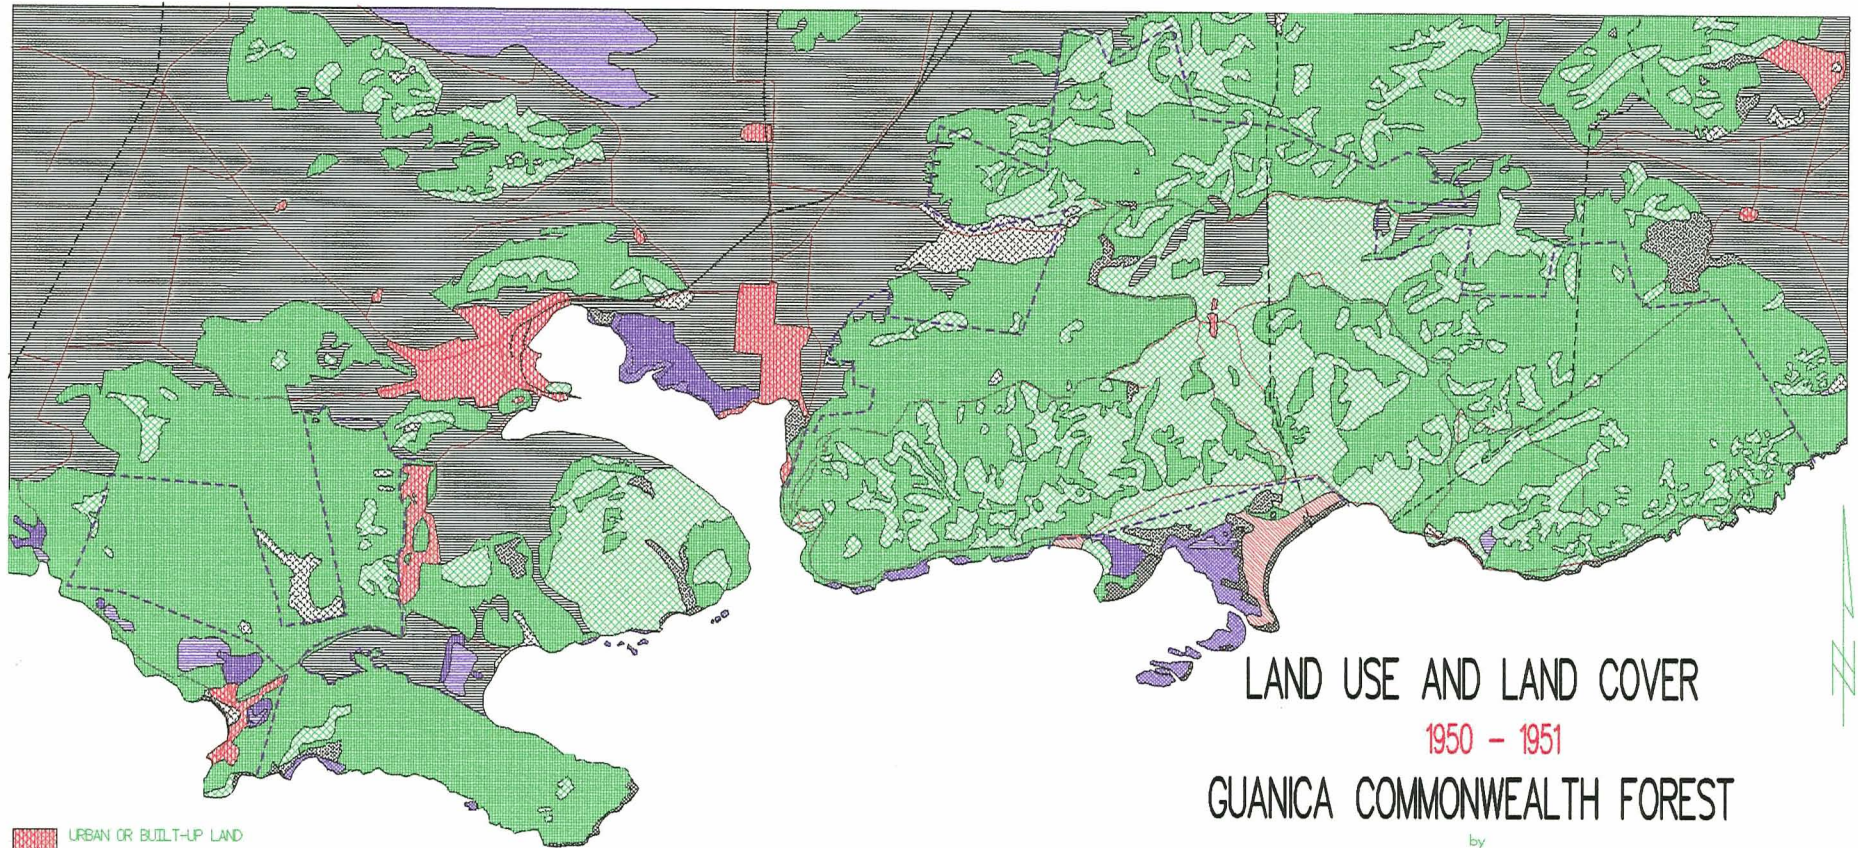 LAND USE AND LAND COVER
1950 - 1951
GUANICA COMMONWEALTH FOREST
by
URBAN OR BUILT-UP LAND